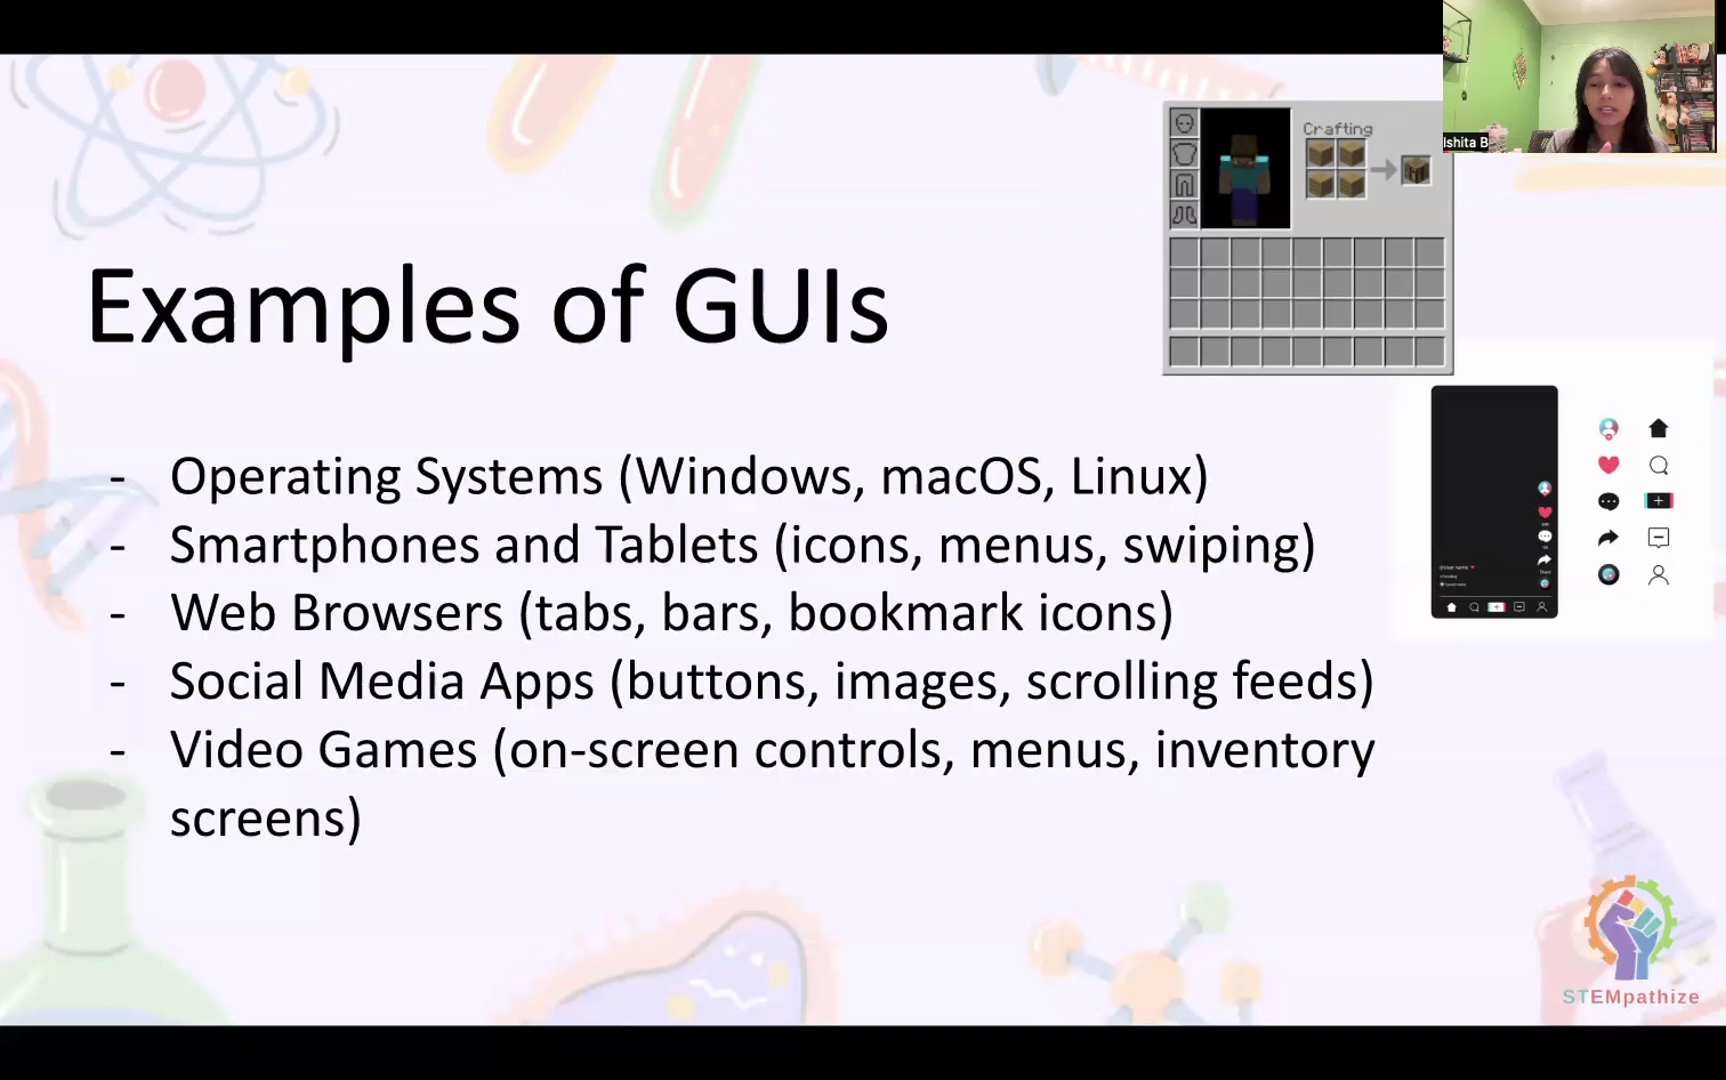 Ishita B
Crafting
Examples of GUIs
- Operating Systems (Windows, macOS, Linux)
- Smartphones and Tablets (icons, menus, swiping)
- Web Browsers (tabs, bars, bookmark icons)
- Social Media Apps (buttons, images, scrolling feeds)
- Video Games (on-screen controls, menus, inventory
screens)
STEMpathize